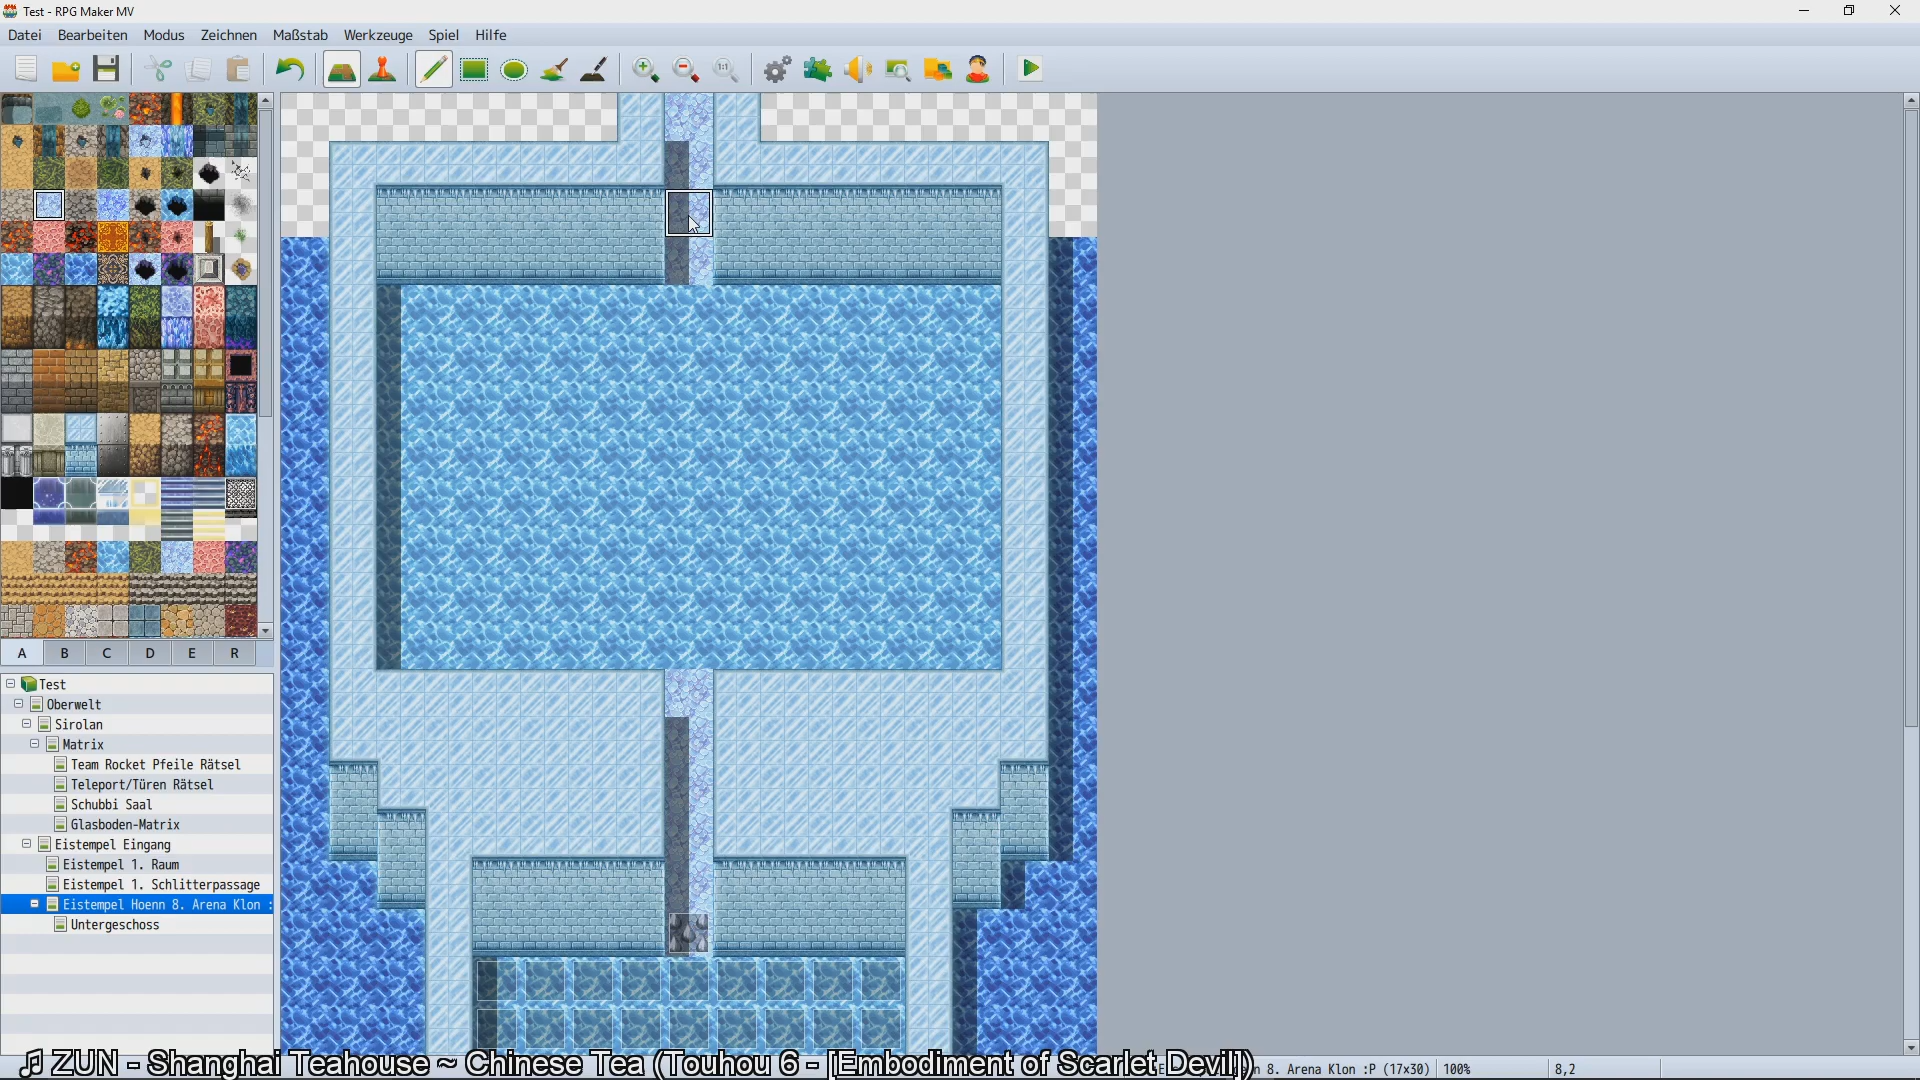 Test - RPG Maker MV
Datei Bearbeiten Modus Zeichnen Maßstab Werkzeuge Spiel Hilfe
1:1
A B C D E R
Test
Oberwelt
Sirolan
Matrix
Team Rocket Pfeile Rätsel
Teleport/Türen Rätsel
Schubbi Saal
Glasboden-Matrix
Eistempel Eingang
Eistempel 1. Raum
Eistempel 1. Schlitterpassage
Eistempel Hoenn 8. Arena Klon :
Untergeschoss
♫ ZUN - Shanghai Teahouse ~ Chinese Tea (Touhou 6 - [Embodiment of Scarlet Devil])
n 8. Arena Klon :P (17x30) 100% 8,2